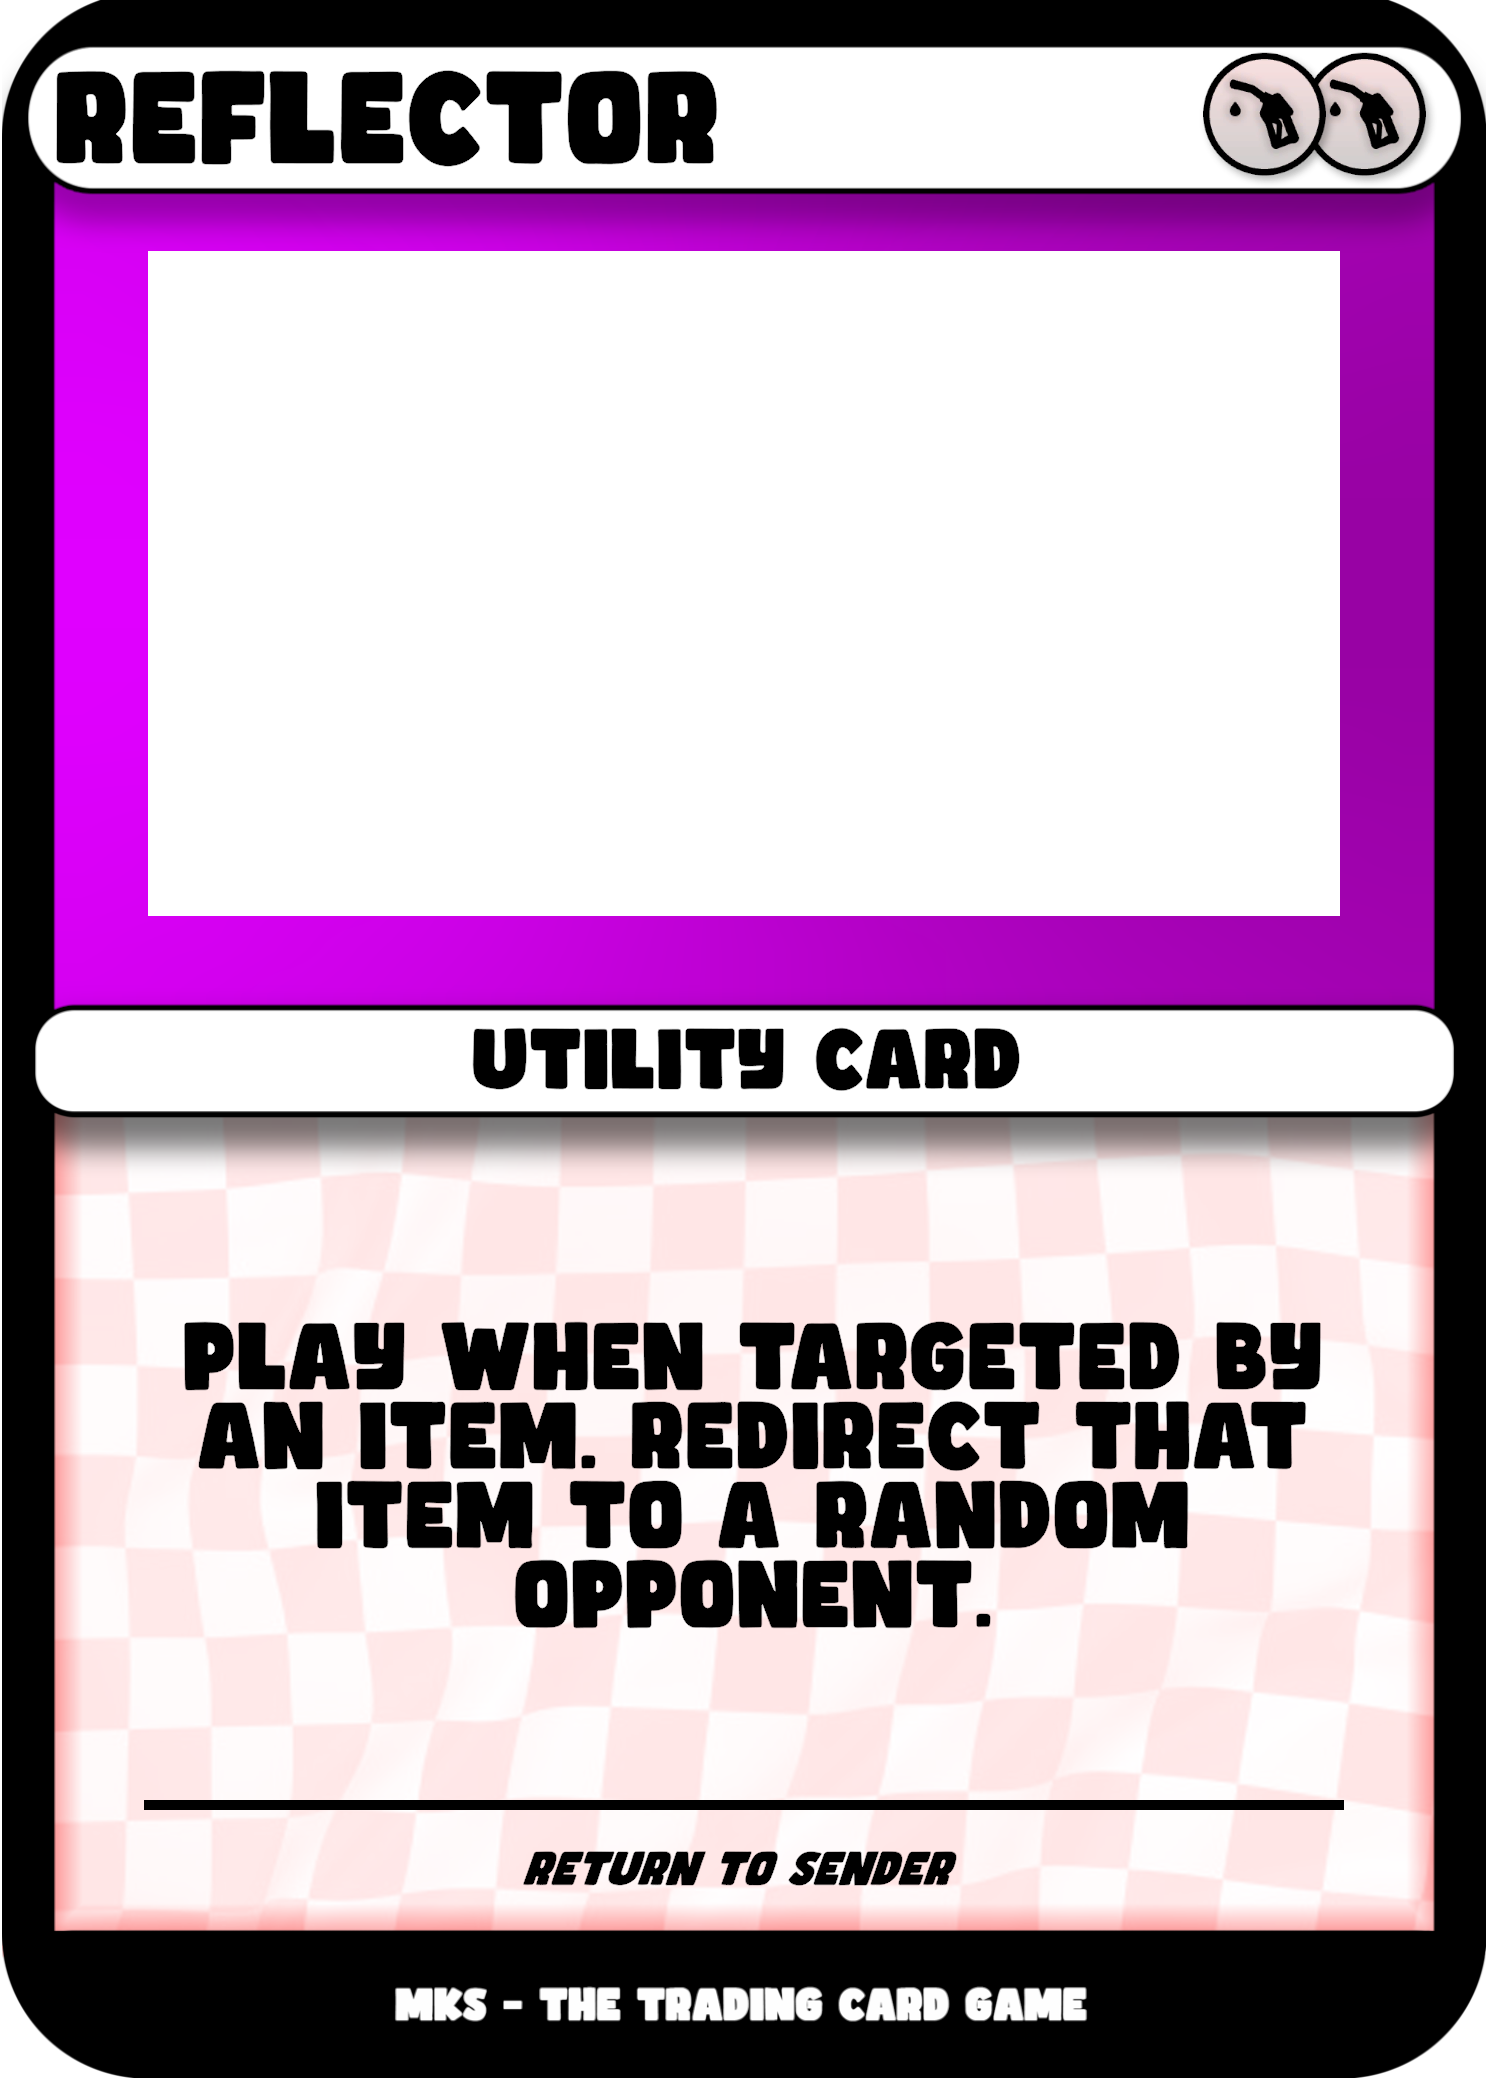 REFLECTOR
UTILITY CARD
PLAY WHEN TARGETED BY
AN ITEM. REDIRECT THAT
ITEM TO A RANDOM
OPPONENT.
RETURN TO SENDER
MKS - THE TRADING CARD GAME